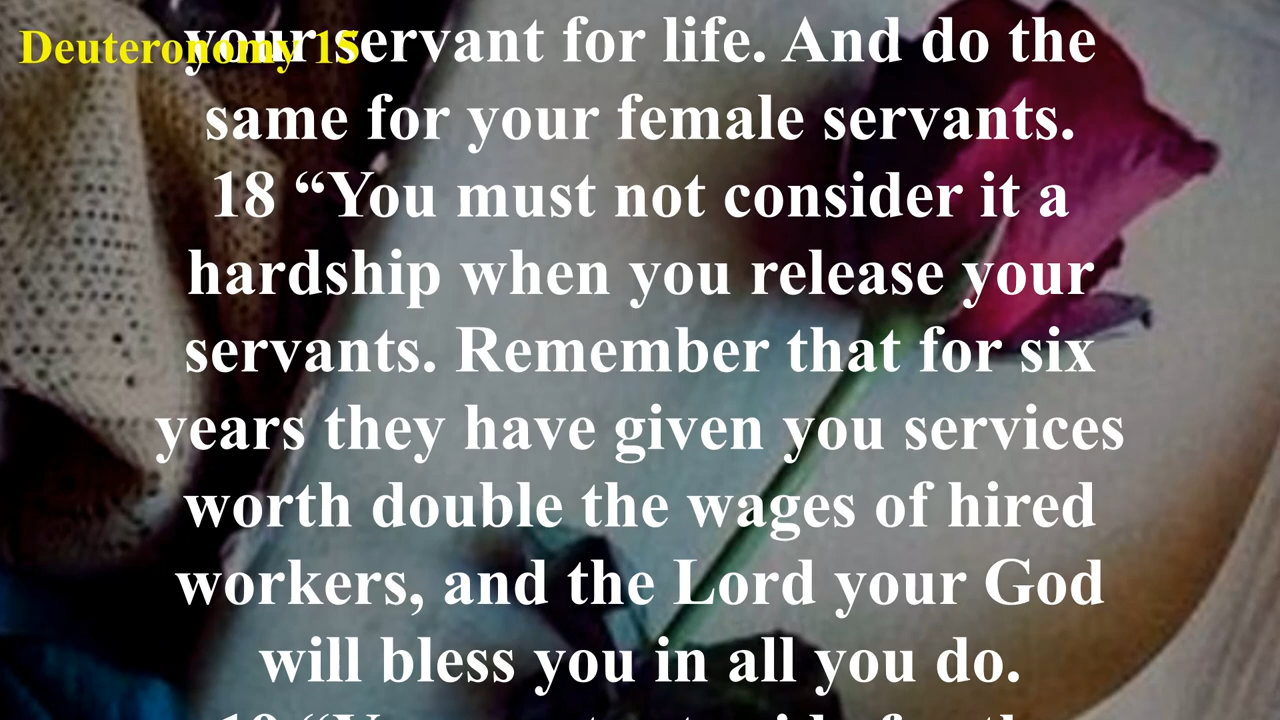 Deuteronomy 15
your servant for life. And do the
same for your female servants.
18 “You must not consider it a
hardship when you release your
servants. Remember that for six
years they have given you services
worth double the wages of hired
workers, and the Lord your God
will bless you in all you do.